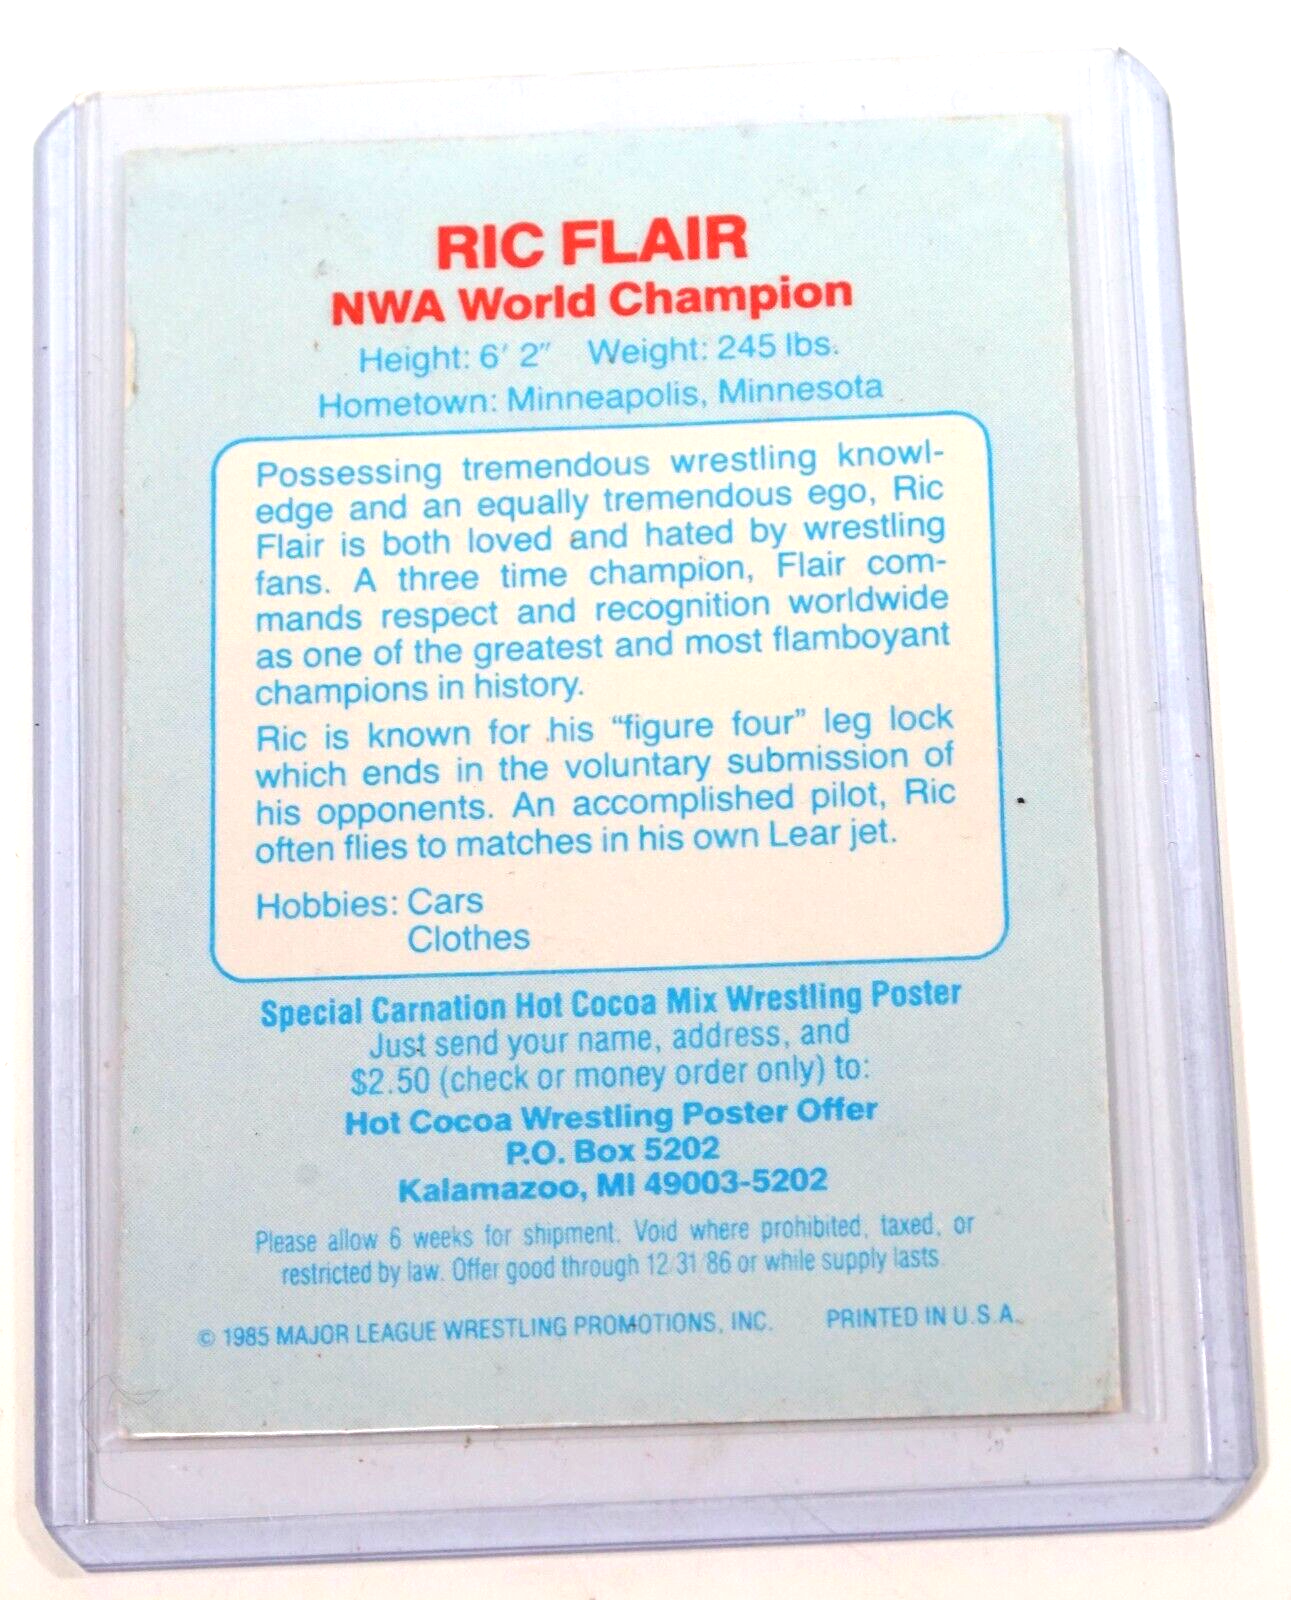 RIC FLAIR
NWA World Champion
Height: 6' 2" Weight: 245 lbs.
Hometown: Minneapolis, Minnesota
Possessing tremendous wrestling knowl-
edge and an equally tremendous ego, Ric
Flair is both loved and hated by wrestling
fans. A three time champion, Flair com-
mands respect and recognition worldwide
as one of the greatest and most flamboyant
champions in history.
Ric is known for his “figure four” leg lock
which ends in the voluntary submission of
his opponents. An accomplished pilot, Ric
often flies to matches in his own Lear jet.
Hobbies: Cars
Clothes
Special Carnation Hot Cocoa Mix Wrestling Poster
Just send your name, address, and
$2.50 (check or money order only) to:
Hot Cocoa Wrestling Poster Offer
P.O. Box 5202
Kalamazoo, MI 49003-5202
Please allow 6 weeks for shipment. Void where prohibited, taxed, or
restricted by law. Offer good through 12/31/86 or while supply lasts.
© 1985 MAJOR LEAGUE WRESTLING PROMOTIONS, INC. PRINTED IN U.S.A.